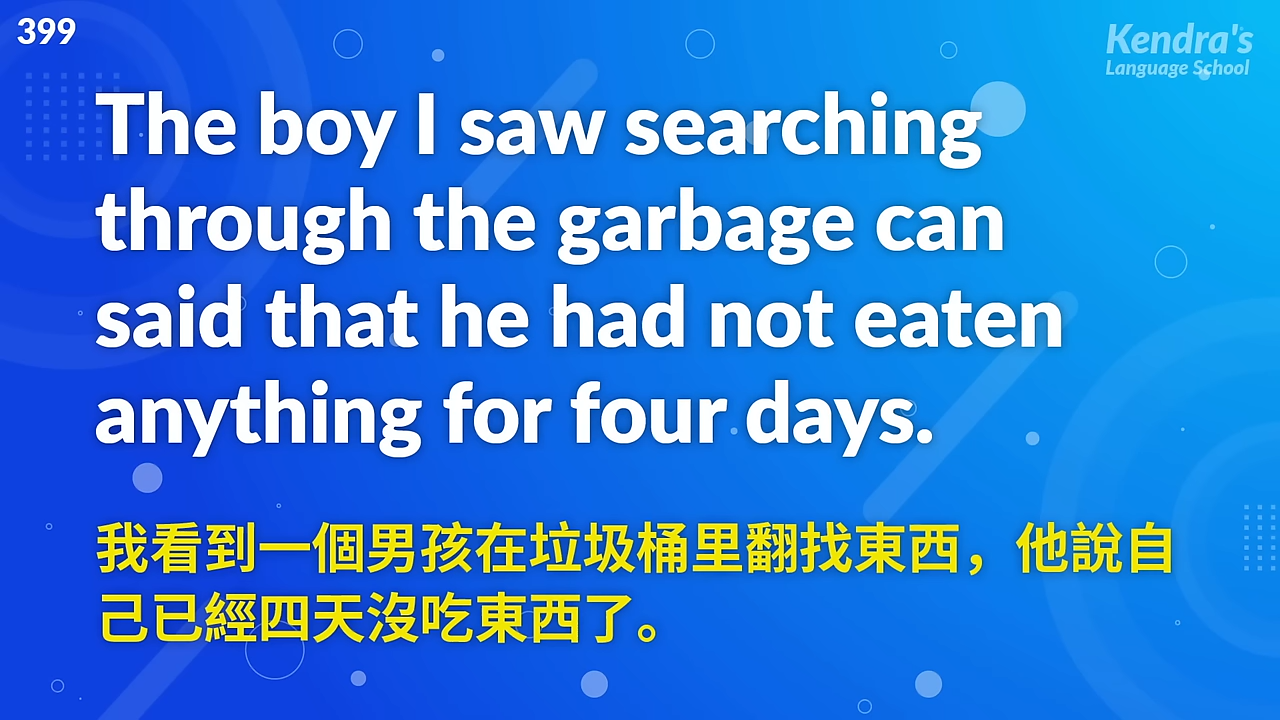 399
Kendra's
Language School
The boy I saw searching
through the garbage can
said that he had not eaten
anything for four days.
我看到一個男孩在垃圾桶里翻找東西，他說自
己已經四天沒吃東西了。